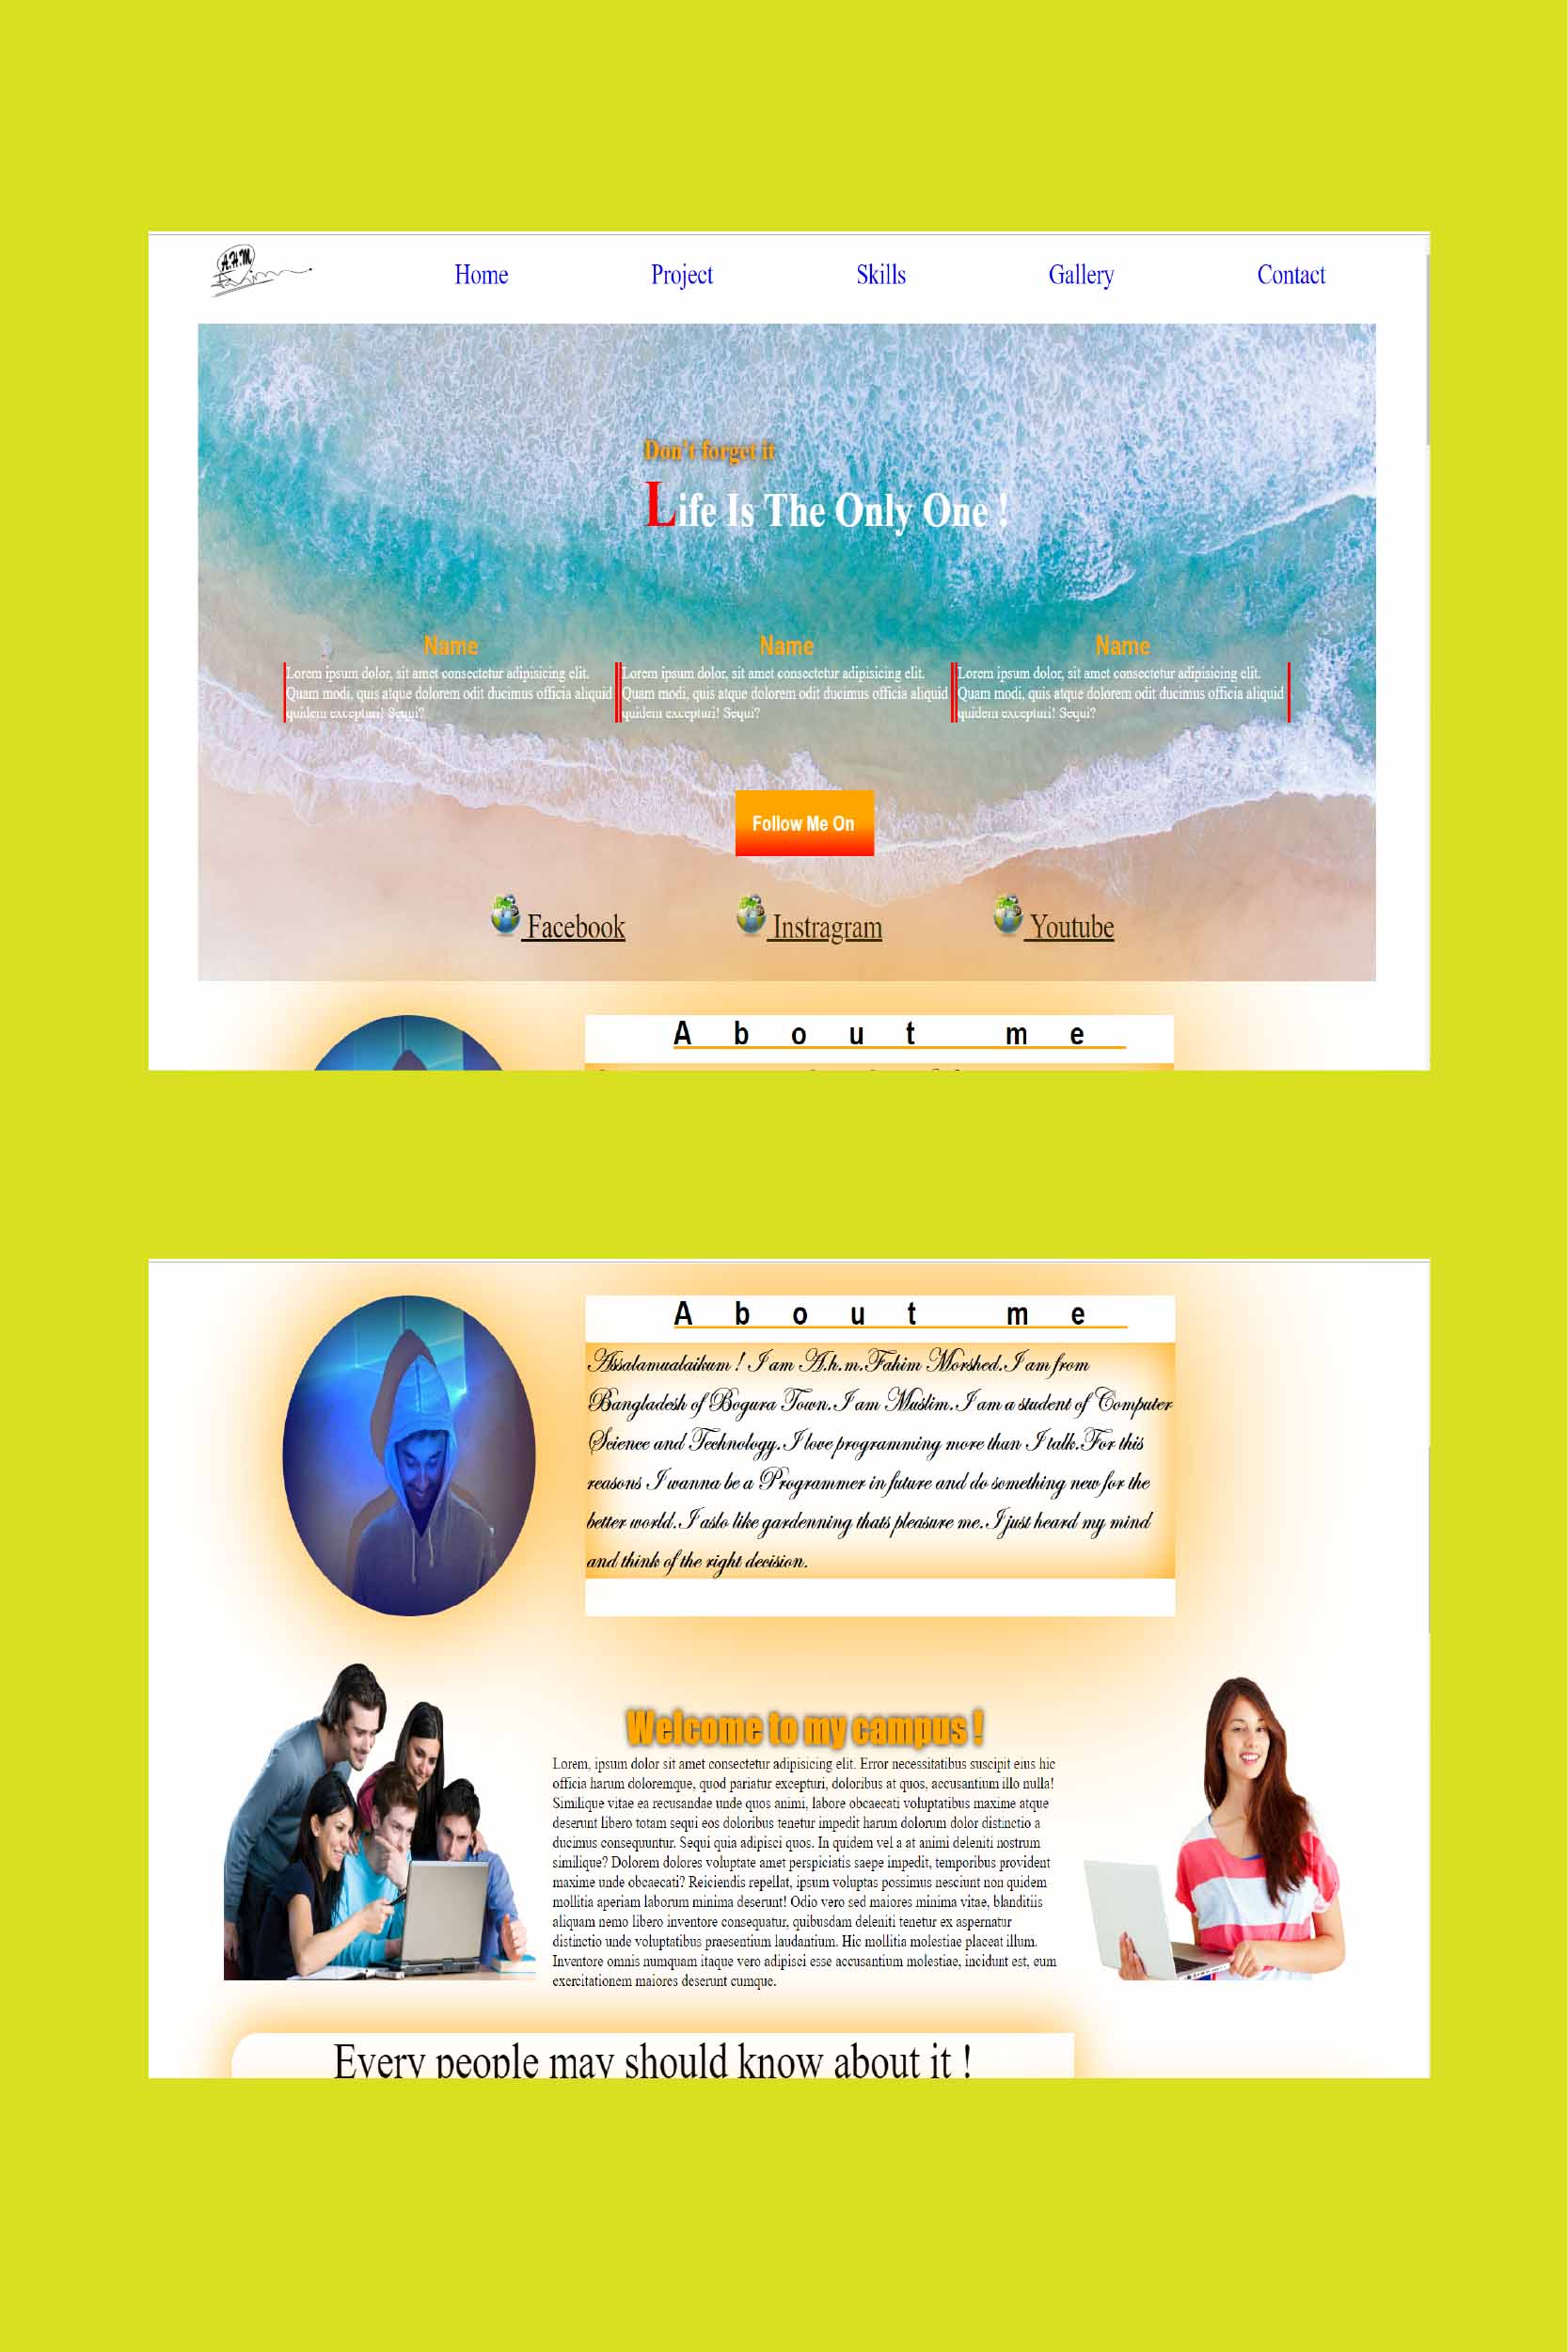 A.H.M
Home Project Skills Gallery Contact
Don't forget it
Life Is The Only One !
Name
Lorem ipsum dolor, sit amet consectetur adipisicing elit.
Quam modi, quis atque dolorem odit ducimus officia aliquid
quidem excepturi! Sequi?
Name
Lorem ipsum dolor, sit amet consectetur adipisicing elit.
Quam modi, quis atque dolorem odit ducimus officia aliquid
quidem excepturi! Sequi?
Name
Lorem ipsum dolor, sit amet consectetur adipisicing elit.
Quam modi, quis atque dolorem odit ducimus officia aliquid
quidem excepturi! Sequi?
Follow Me On
Facebook Instragram Youtube
About me
About me
Assalamualaikum ! I am A.h.m.Fahim Morshed.I am from
Bangladesh of Bogura Town.I am Muslim.I am a student of Computer
Science and Technology.I love programming more than I talk.For this
reasons I wanna be a Programmer in future and do something new for the
better world.I aslo like gardenning thats pleasure me.I just heard my mind
and think of the right decision.
Welcome to my campus !
Lorem, ipsum dolor sit amet consectetur adipisicing elit. Error necessitatibus suscipit eius hic
officia harum doloremque, quod pariatur excepturi, doloribus at quos, accusantium illo nulla!
Similique vitae ea recusandae unde quos animi, labore obcaecati voluptatibus maxime atque
deserunt libero totam sequi eos doloribus tenetur impedit harum dolorum dolor distinctio a
ducimus consequuntur. Sequi quia adipisci quos. In quidem vel a at animi deleniti nostrum
similique? Dolorem dolores voluptate amet perspiciatis saepe impedit, temporibus provident
maxime unde obcaecati? Reiciendis repellat, ipsum voluptas possimus nesciunt non quidem
mollitia aperiam laborum minima deserunt! Odio vero sed maiores minima vitae, blanditiis
aliquam nemo libero inventore consequatur, quibusdam deleniti tenetur ex aspernatur
distinctio unde voluptatibus praesentium laudantium. Hic mollitia molestiae placeat illum.
Inventore omnis numquam itaque vero adipisci esse accusantium molestiae, incidunt est, eum
exercitationem maiores deserunt cumque.
Every people may should know about it !